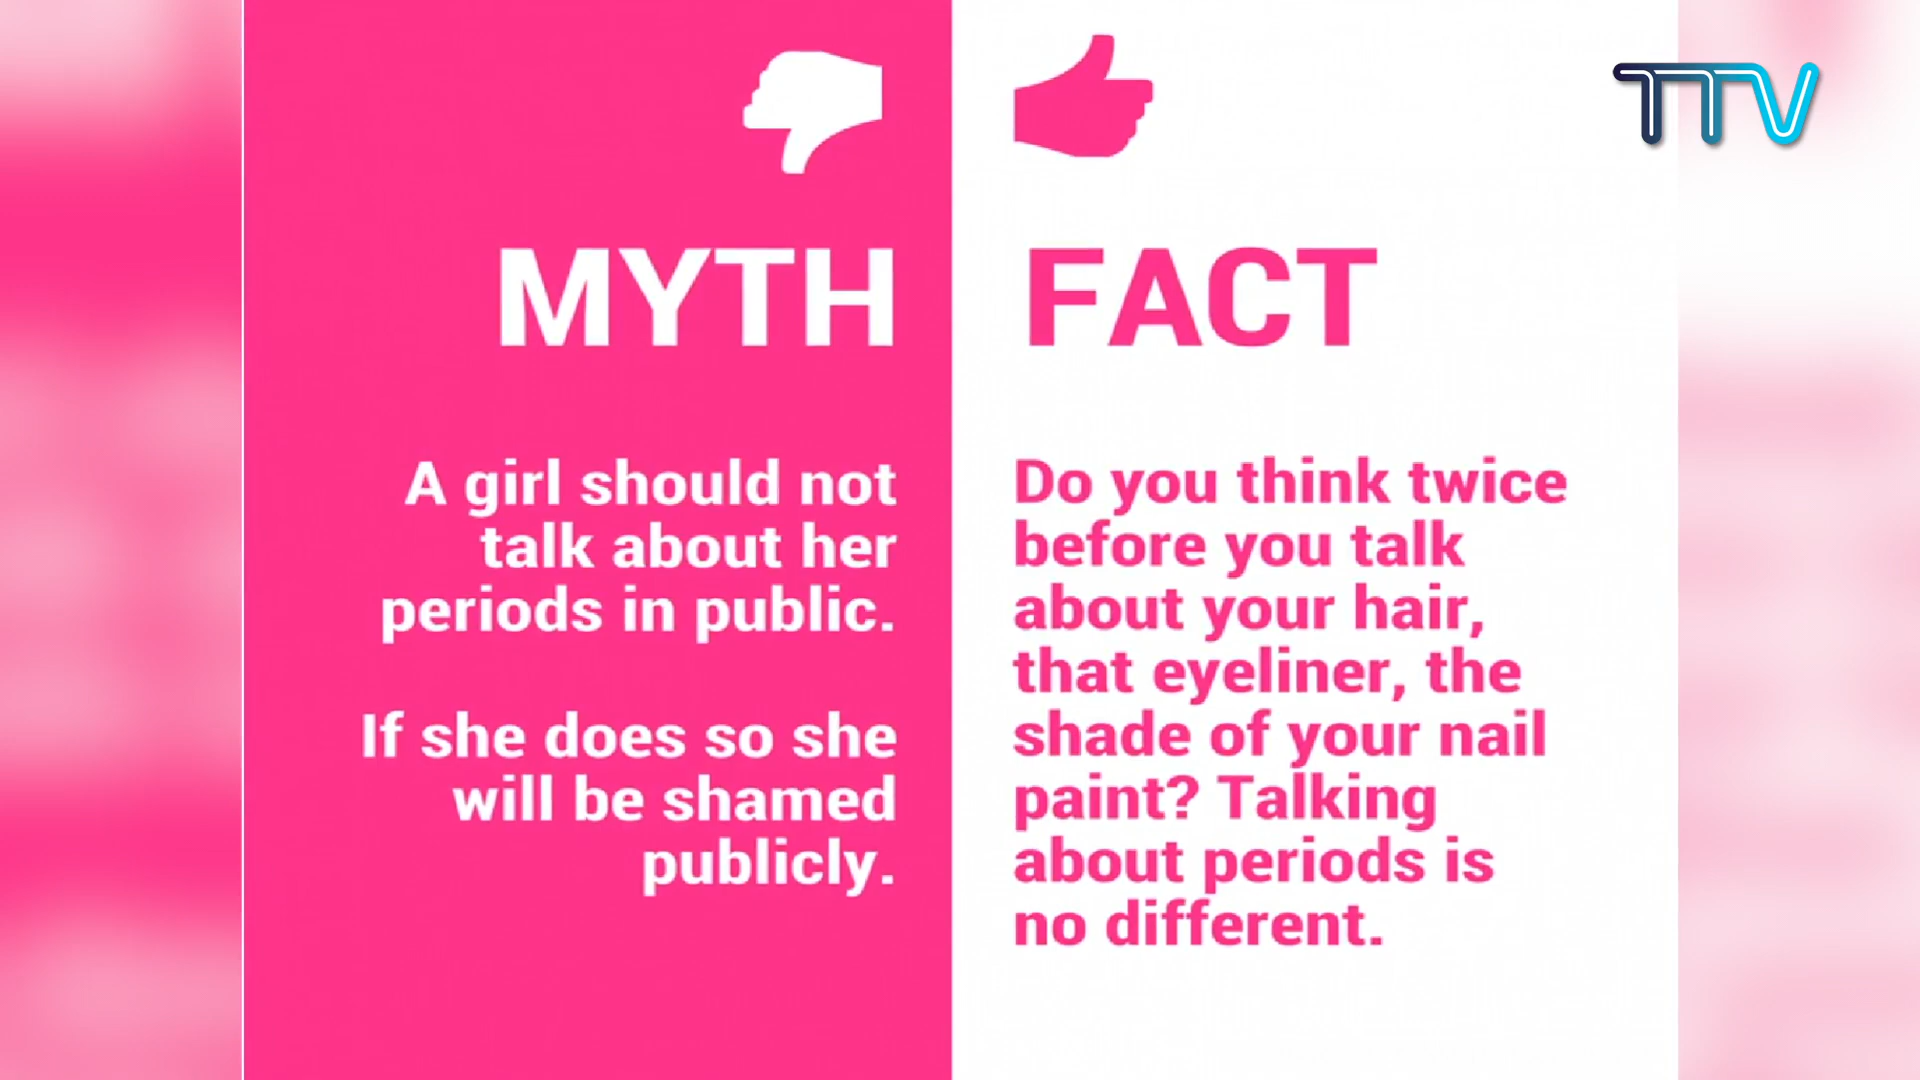 TTV
MYTH
A girl should not
talk about her
periods in public.
If she does so she
will be shamed
publicly.
FACT
Do you think twice
before you talk
about your hair,
that eyeliner, the
shade of your nail
paint? Talking
about periods is
no different.